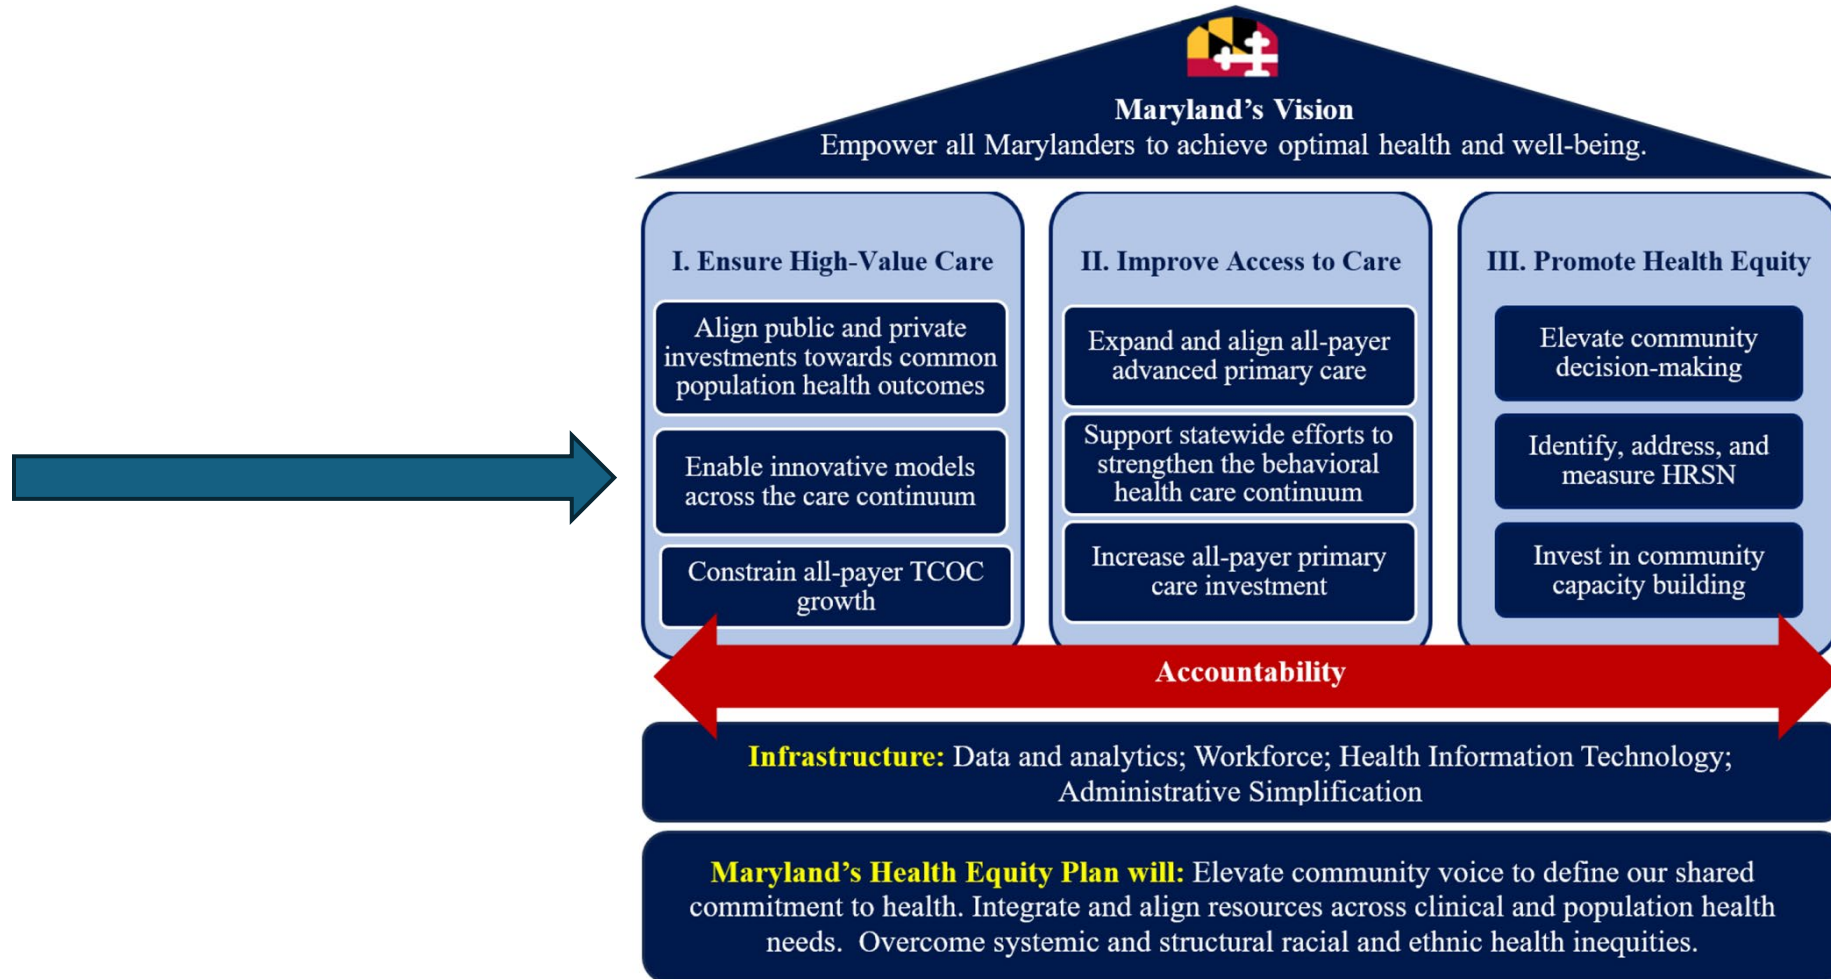 Maryland’s Vision
Empower all Marylanders to achieve optimal health and well-being.
I. Ensure High-Value Care
Align public and private
investments towards common
population health outcomes
Enable innovative models
across the care continuum
Constrain all-payer TCOC
growth
II. Improve Access to Care
Expand and align all-payer
advanced primary care
Support statewide efforts to
strengthen the behavioral
health care continuum
Increase all-payer primary
care investment
III. Promote Health Equity
Elevate community
decision-making
Identify, address, and
measure HRSN
Invest in community
capacity building
Accountability
Infrastructure: Data and analytics; Workforce; Health Information Technology;
Administrative Simplification
Maryland’s Health Equity Plan will: Elevate community voice to define our shared
commitment to health. Integrate and align resources across clinical and population health
needs.  Overcome systemic and structural racial and ethnic health inequities.